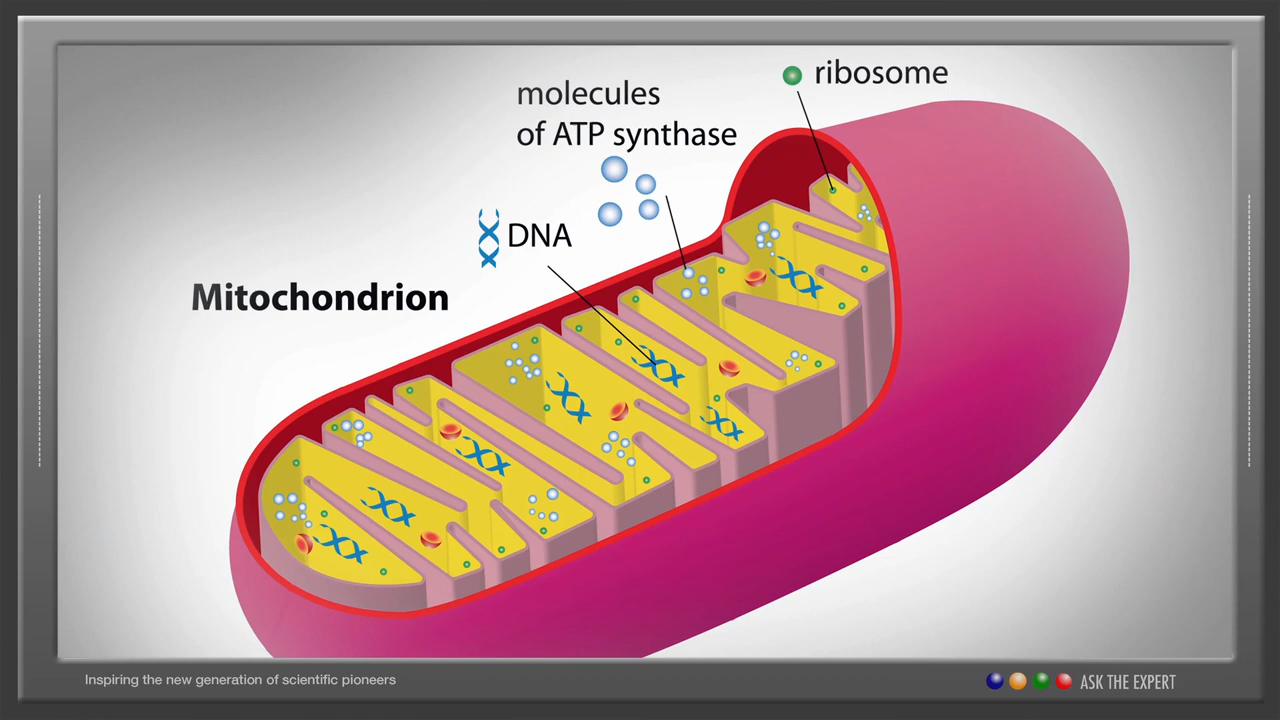 ribosome
molecules
of ATP synthase
DNA
Mitochondrion
Inspiring the new generation of scientific pioneers
ASK THE EXPERT